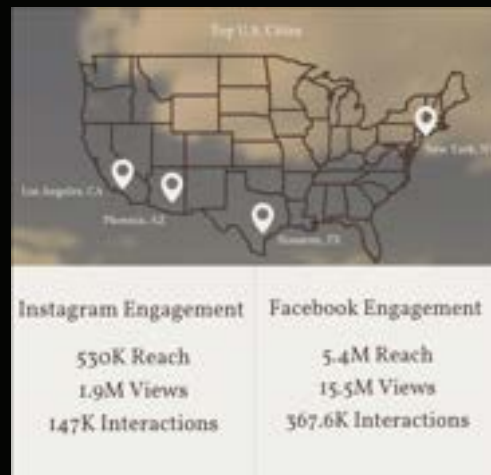 Top U.S. Cities
New York, N
Los Angeles, CA
Phoenix, AZ
Houston, TX
Instagram Engagement
530K Reach
1.9M Views
147K Interactions
Facebook Engagement
5.4M Reach
15.5M Views
367.6K Interactions